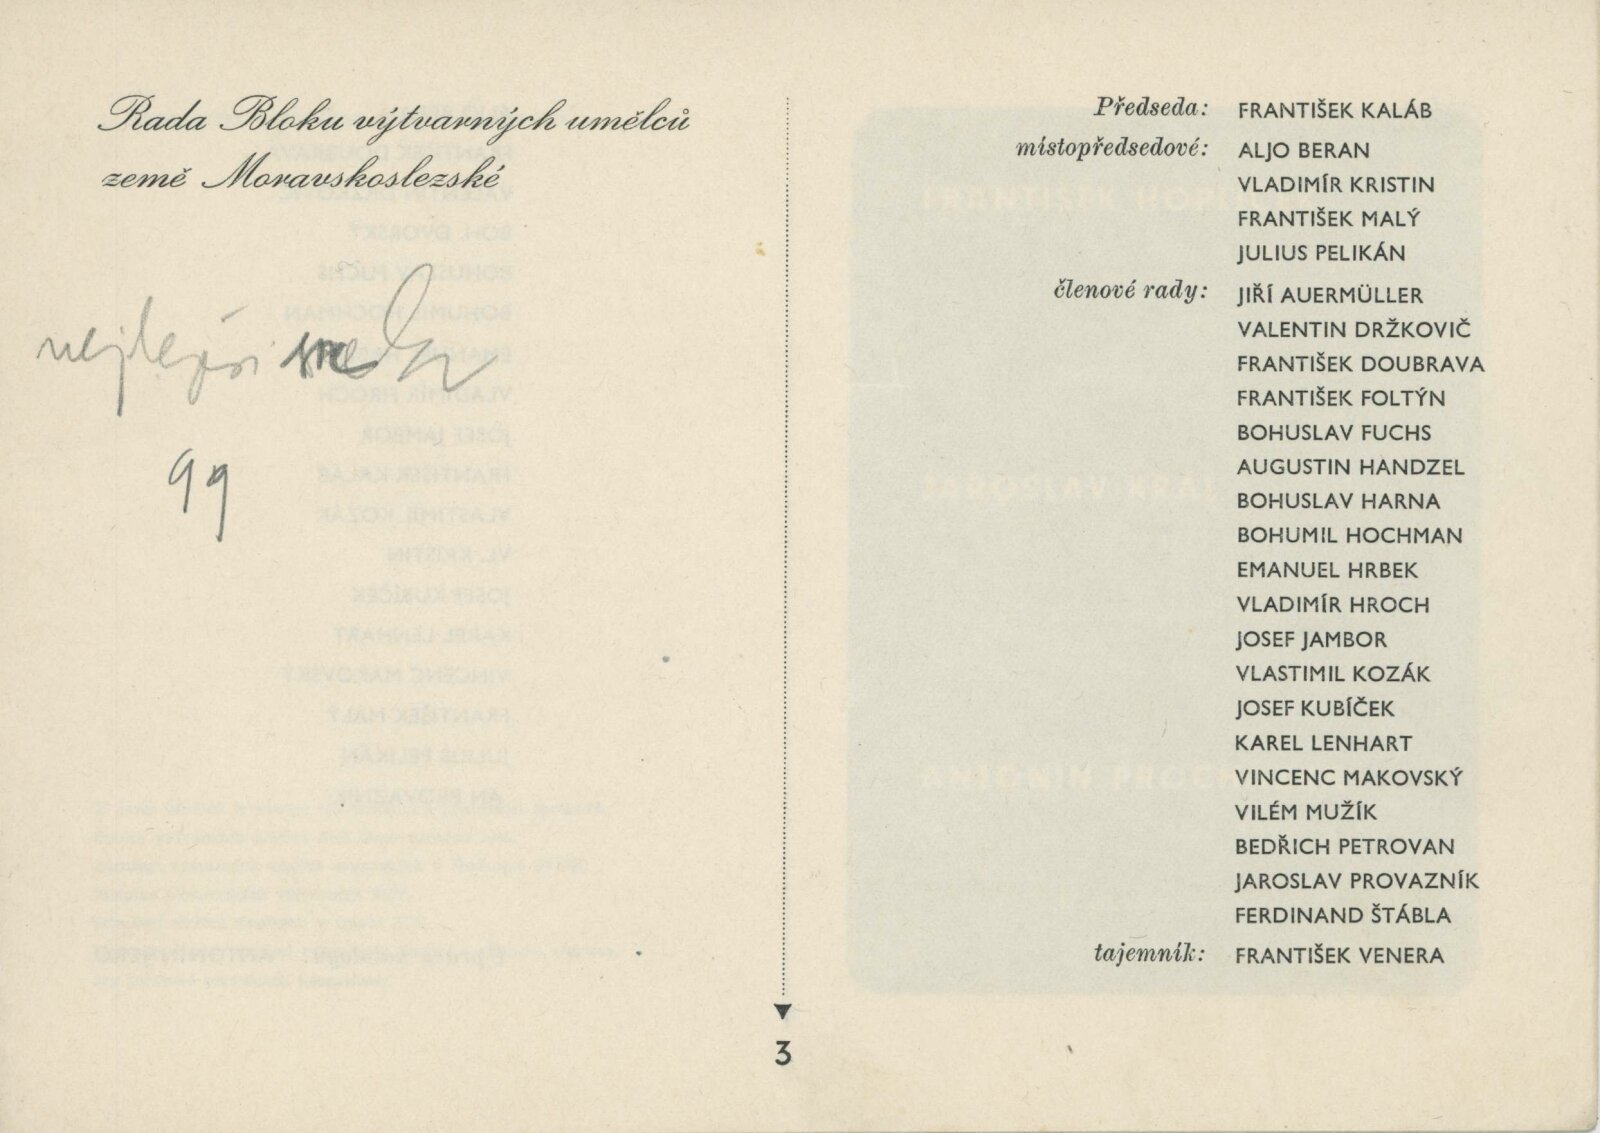 Rada Bloku výtvarných umělců
země Moravskoslezské
nejlepší
99
Předseda: FRANTIŠEK KALÁB
místopředsedové: ALJO BERAN
VLADIMÍR KRISTIN
FRANTIŠEK MALÝ
JULIUS PELIKÁN
členové rady: JIŘÍ AUERMÜLLER
VALENTIN DRŽKOVIČ
FRANTIŠEK DOUBRAVA
FRANTIŠEK FOLTÝN
BOHUSLAV FUCHS
AUGUSTIN HANDZEL
BOHUSLAV HARNA
BOHUMIL HOCHMAN
EMANUEL HRBEK
VLADIMÍR HROCH
JOSEF JAMBOR
VLASTIMIL KOZÁK
JOSEF KUBÍČEK
KAREL LENHART
VINCENC MAKOVSKÝ
VILÉM MUŽÍK
BEDŘICH PETROVAN
JAROSLAV PROVAZNÍK
FERDINAND ŠTÁBLA
tajemník: FRANTIŠEK VENERA
3